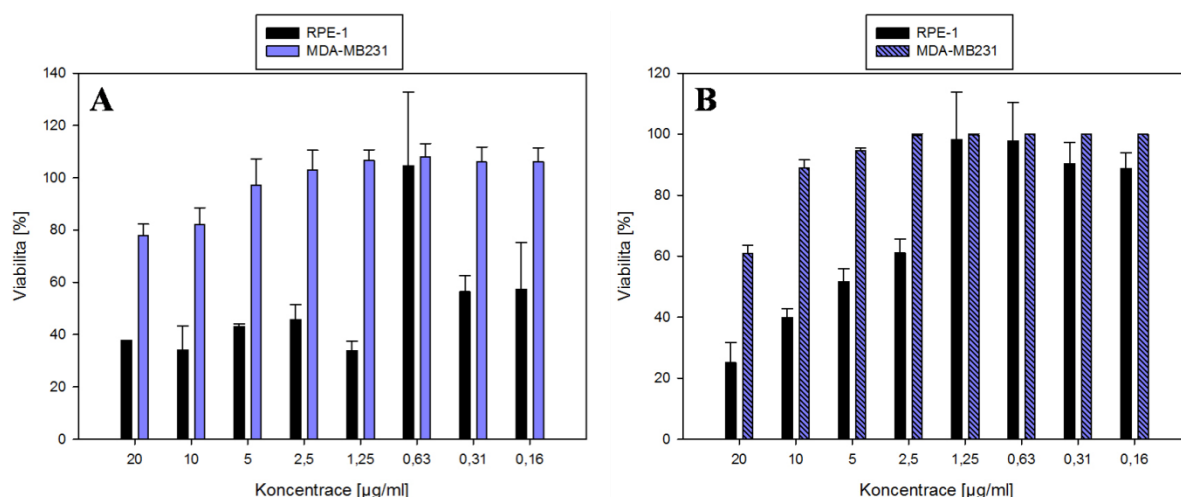 RPE-1
MDA-MB231
A
140
120
100
80
60
40
20
0
Viabilita [%]
20 10 5 2,5 1,25 0,63 0,31 0,16
Koncentrace [µg/ml]
RPE-1
MDA-MB231
B
120
100
80
60
40
20
0
Viabilita [%]
20 10 5 2,5 1,25 0,63 0,31 0,16
Koncentrace [µg/ml]